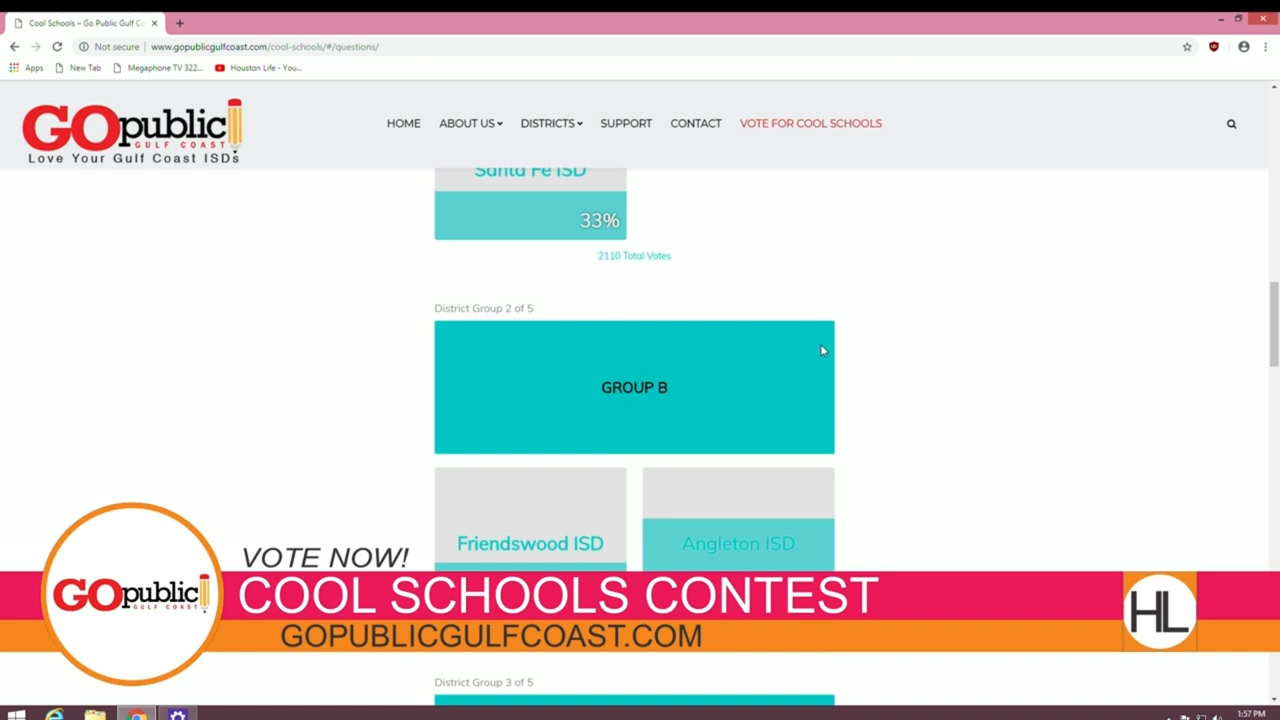 Cool Schools – Go Public Gulf Co
Not secure | www.gopublicgulfcoast.com/cool-schools/#/questions/
Apps New Tab Megaphone TV 322... Houston Life - You...
GOpublic
GULF COAST
Love Your Gulf Coast ISDs
HOME ABOUT US DISTRICTS SUPPORT CONTACT VOTE FOR COOL SCHOOLS
Santa Fe ISD
33%
2110 Total Votes
District Group 2 of 5
GROUP B
Friendswood ISD Angleton ISD
VOTE NOW!
GOpublic
GULF COAST
COOL SCHOOLS CONTEST
HL
GOPUBLICGULFCOAST.COM
District Group 3 of 5
1:57 PM